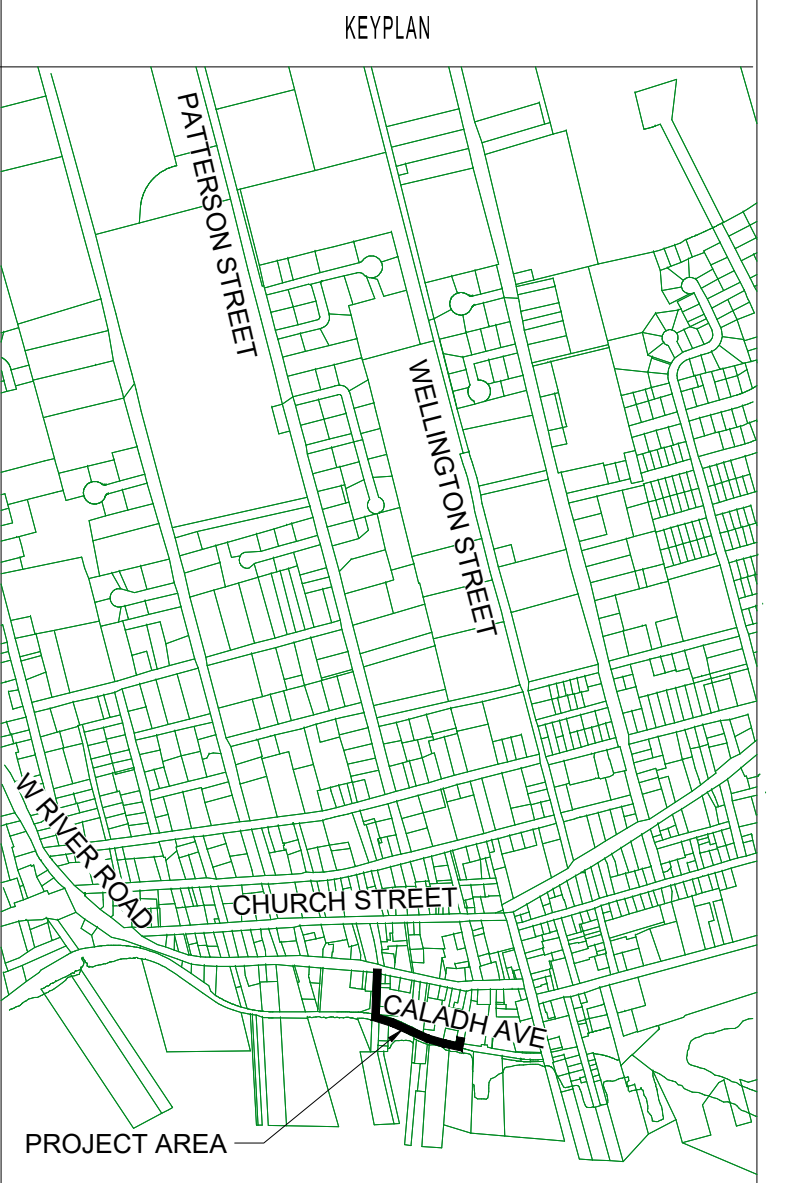 KEYPLAN
PATTERSON STREET
WELLINGTON STREET
W RIVER ROAD
CHURCH STREET
CALADH AVE
PROJECT AREA